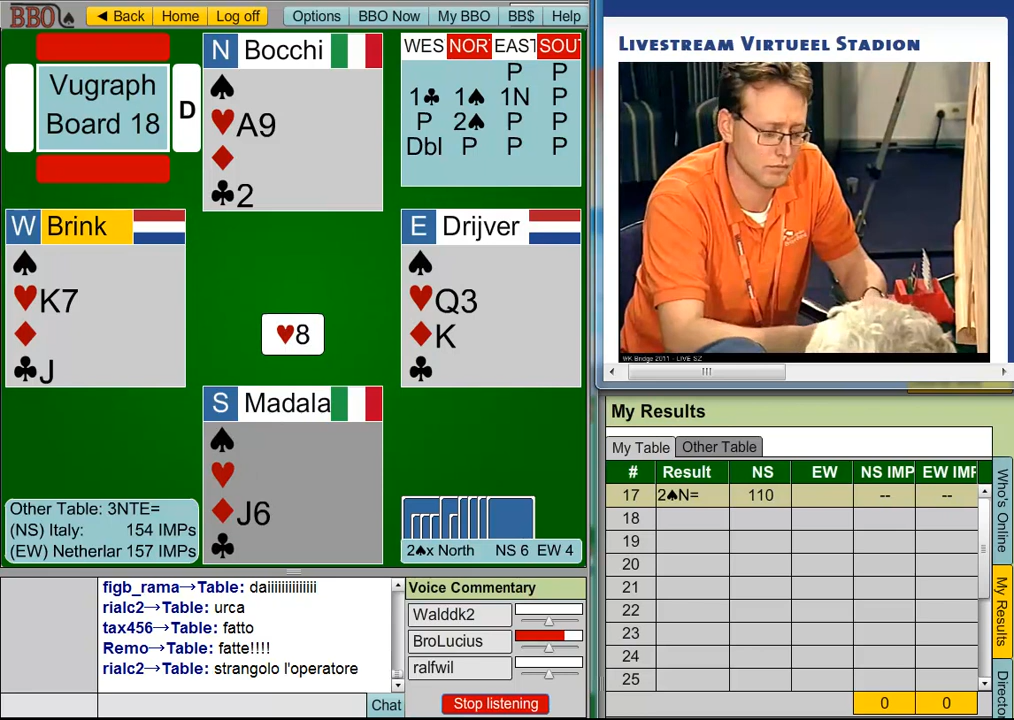 BBO
◄ Back Home Log off Options BBO Now My BBO BB$ Help
Vugraph
Board 18
D
N Bocchi
♠
♥A9
♦
♣2
WES NOR EAST SOU
P P
1♣ 1♠ 1N P
P 2♠ P P
Dbl P P P
W Brink
♠
♥K7
♦
♣J
E Drijver
♠
♥Q3
♦K
♣
♥8
S Madala
♠
♥
♦J6
♣
Other Table: 3NTE=
(NS) Italy: 154 IMPs
(EW) Netherlar 157 IMPs
2♠x North NS 6 EW 4
figb_rama→Table: daiiiiiiiiiiiiiii
rialc2→Table: urca
tax456→Table: fatto
Remo→Table: fatte!!!!
rialc2→Table: strangolo l'operatore
Chat
Voice Commentary
Walddk2
BroLucius
ralfwil
Stop listening
Livestream Virtueel Stadion
WK Bridge 2011 - LIVE SZ
My Results
My Table Other Table
# Result NS EW NS IMP EW IMF
17 2♠N= 110 -- --
18
19
20
21
22
23
24
25
0 0
Who's Online
My Results
Director